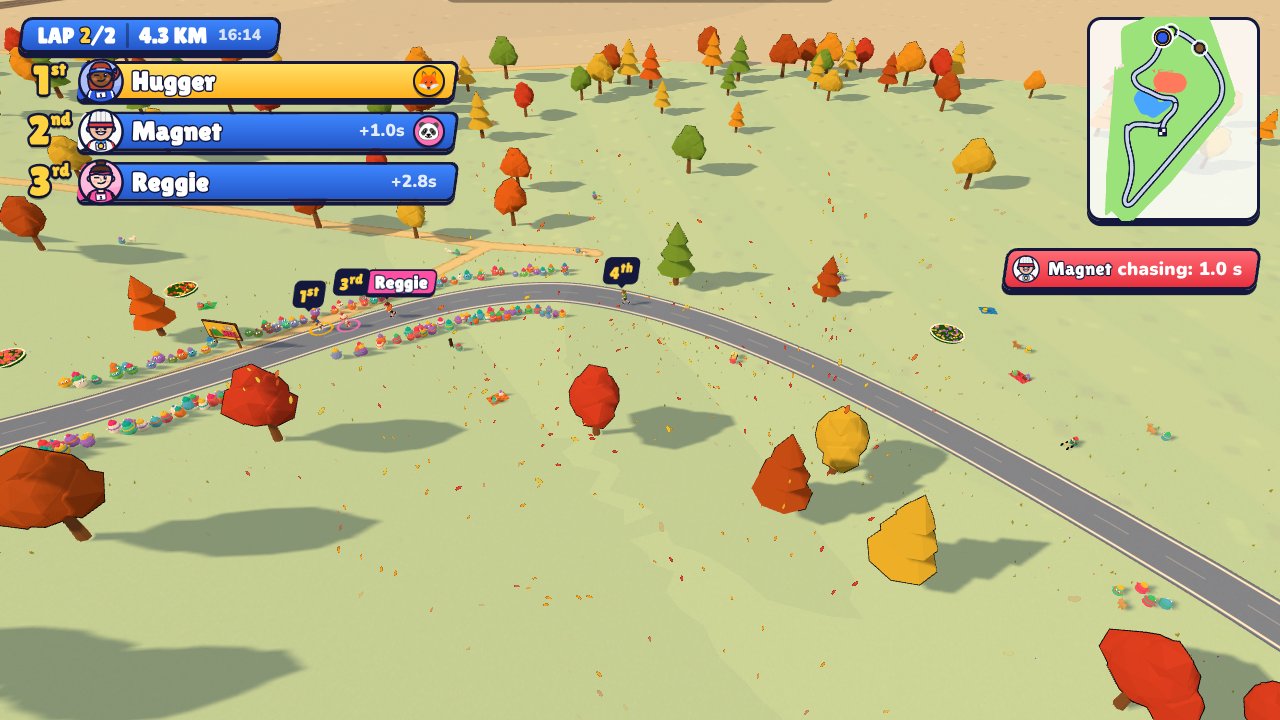 LAP 2/2 4.3 KM 16:14
1st Hugger
2nd Magnet +1.0s
3rd Reggie +2.8s
Magnet chasing: 1.0 s
1st
3rd Reggie
4th